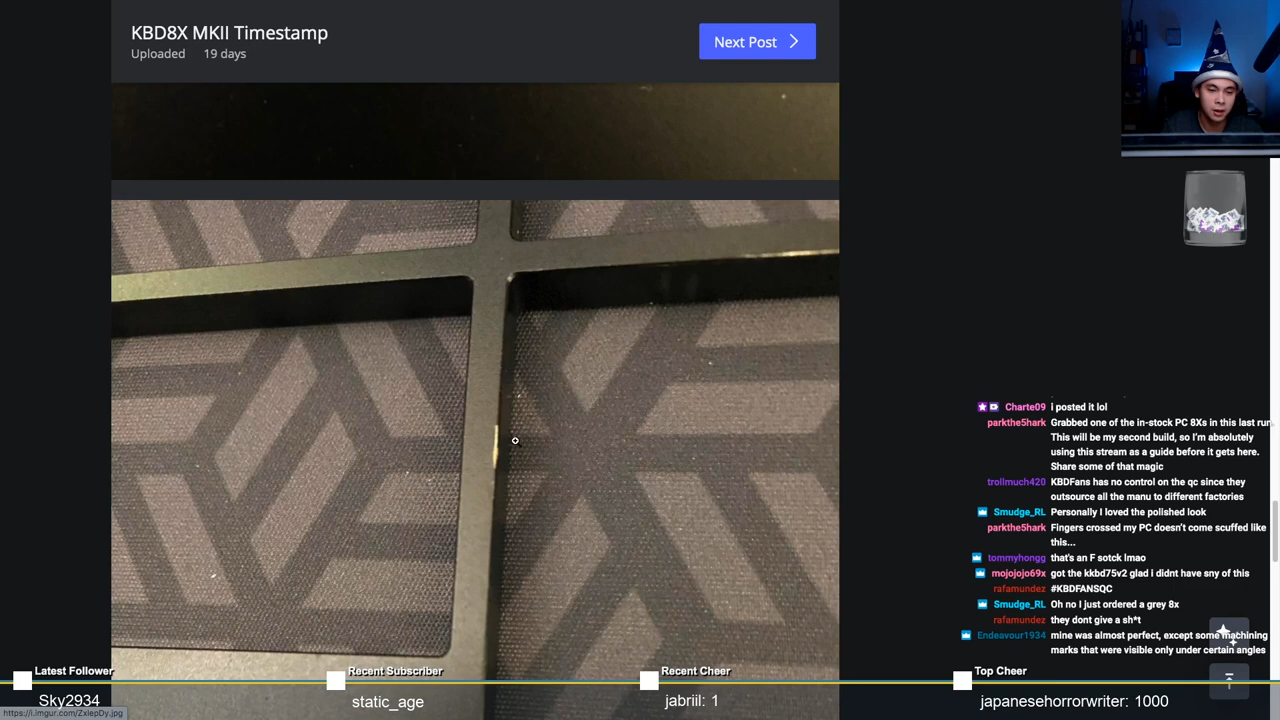 KBD8X MKII Timestamp
Uploaded 19 days
Next Post
Charte09 i posted it lol
parkthe5hark Grabbed one of the in-stock PC 8Xs in this last run
This will be my second build, so I'm absolutely
using this stream as a guide before it gets here.
Share some of that magic
trollmuch420 KBDFans has no control on the qc since they
outsource all the manu to different factories
Smudge_RL Personally I loved the polished look
parkthe5hark Fingers crossed my PC doesn't come scuffed like
this...
tommyhongg that's an F sotck lmao
mojojojo69x got the kkbd75v2 glad i didnt have sny of this
rafamundez #KBDFANSQC
Smudge_RL Oh no I just ordered a grey 8x
rafamundez they dont give a sh*t
Endeavour1934 mine was almost perfect, except some machining
marks that were visible only under certain angles
Latest Follower
Sky2934
Recent Subscriber
static_age
Recent Cheer
jabriil: 1
Top Cheer
japanesehorrorwriter: 1000
https://i.imgur.com/ZxlepDy.jpg